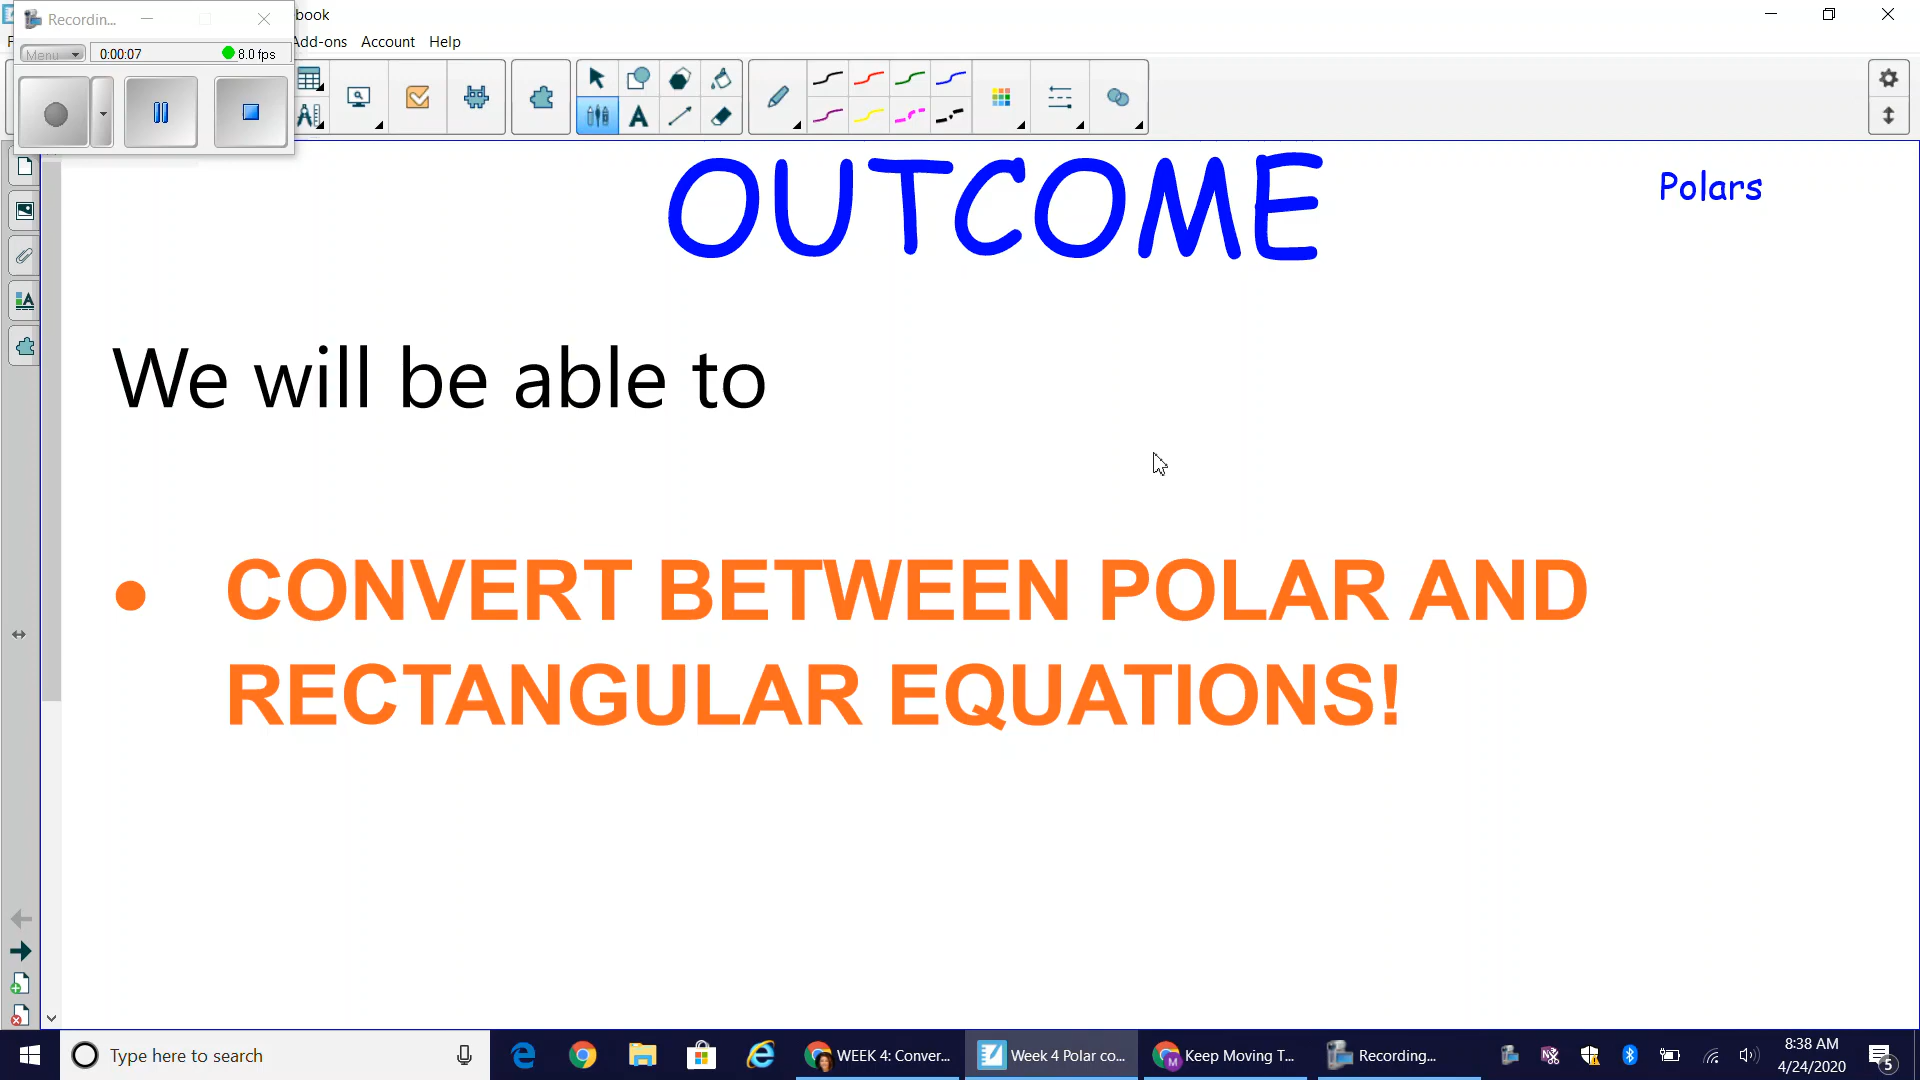 Recordin...
book
Add-ons Account Help
Menu 0:00:07 8.0 fps
OUTCOME
Polars
We will be able to
• CONVERT BETWEEN POLAR AND
RECTANGULAR EQUATIONS!
Type here to search
WEEK 4: Conver...
Week 4 Polar co...
Keep Moving T...
Recording...
8:38 AM
4/24/2020
5